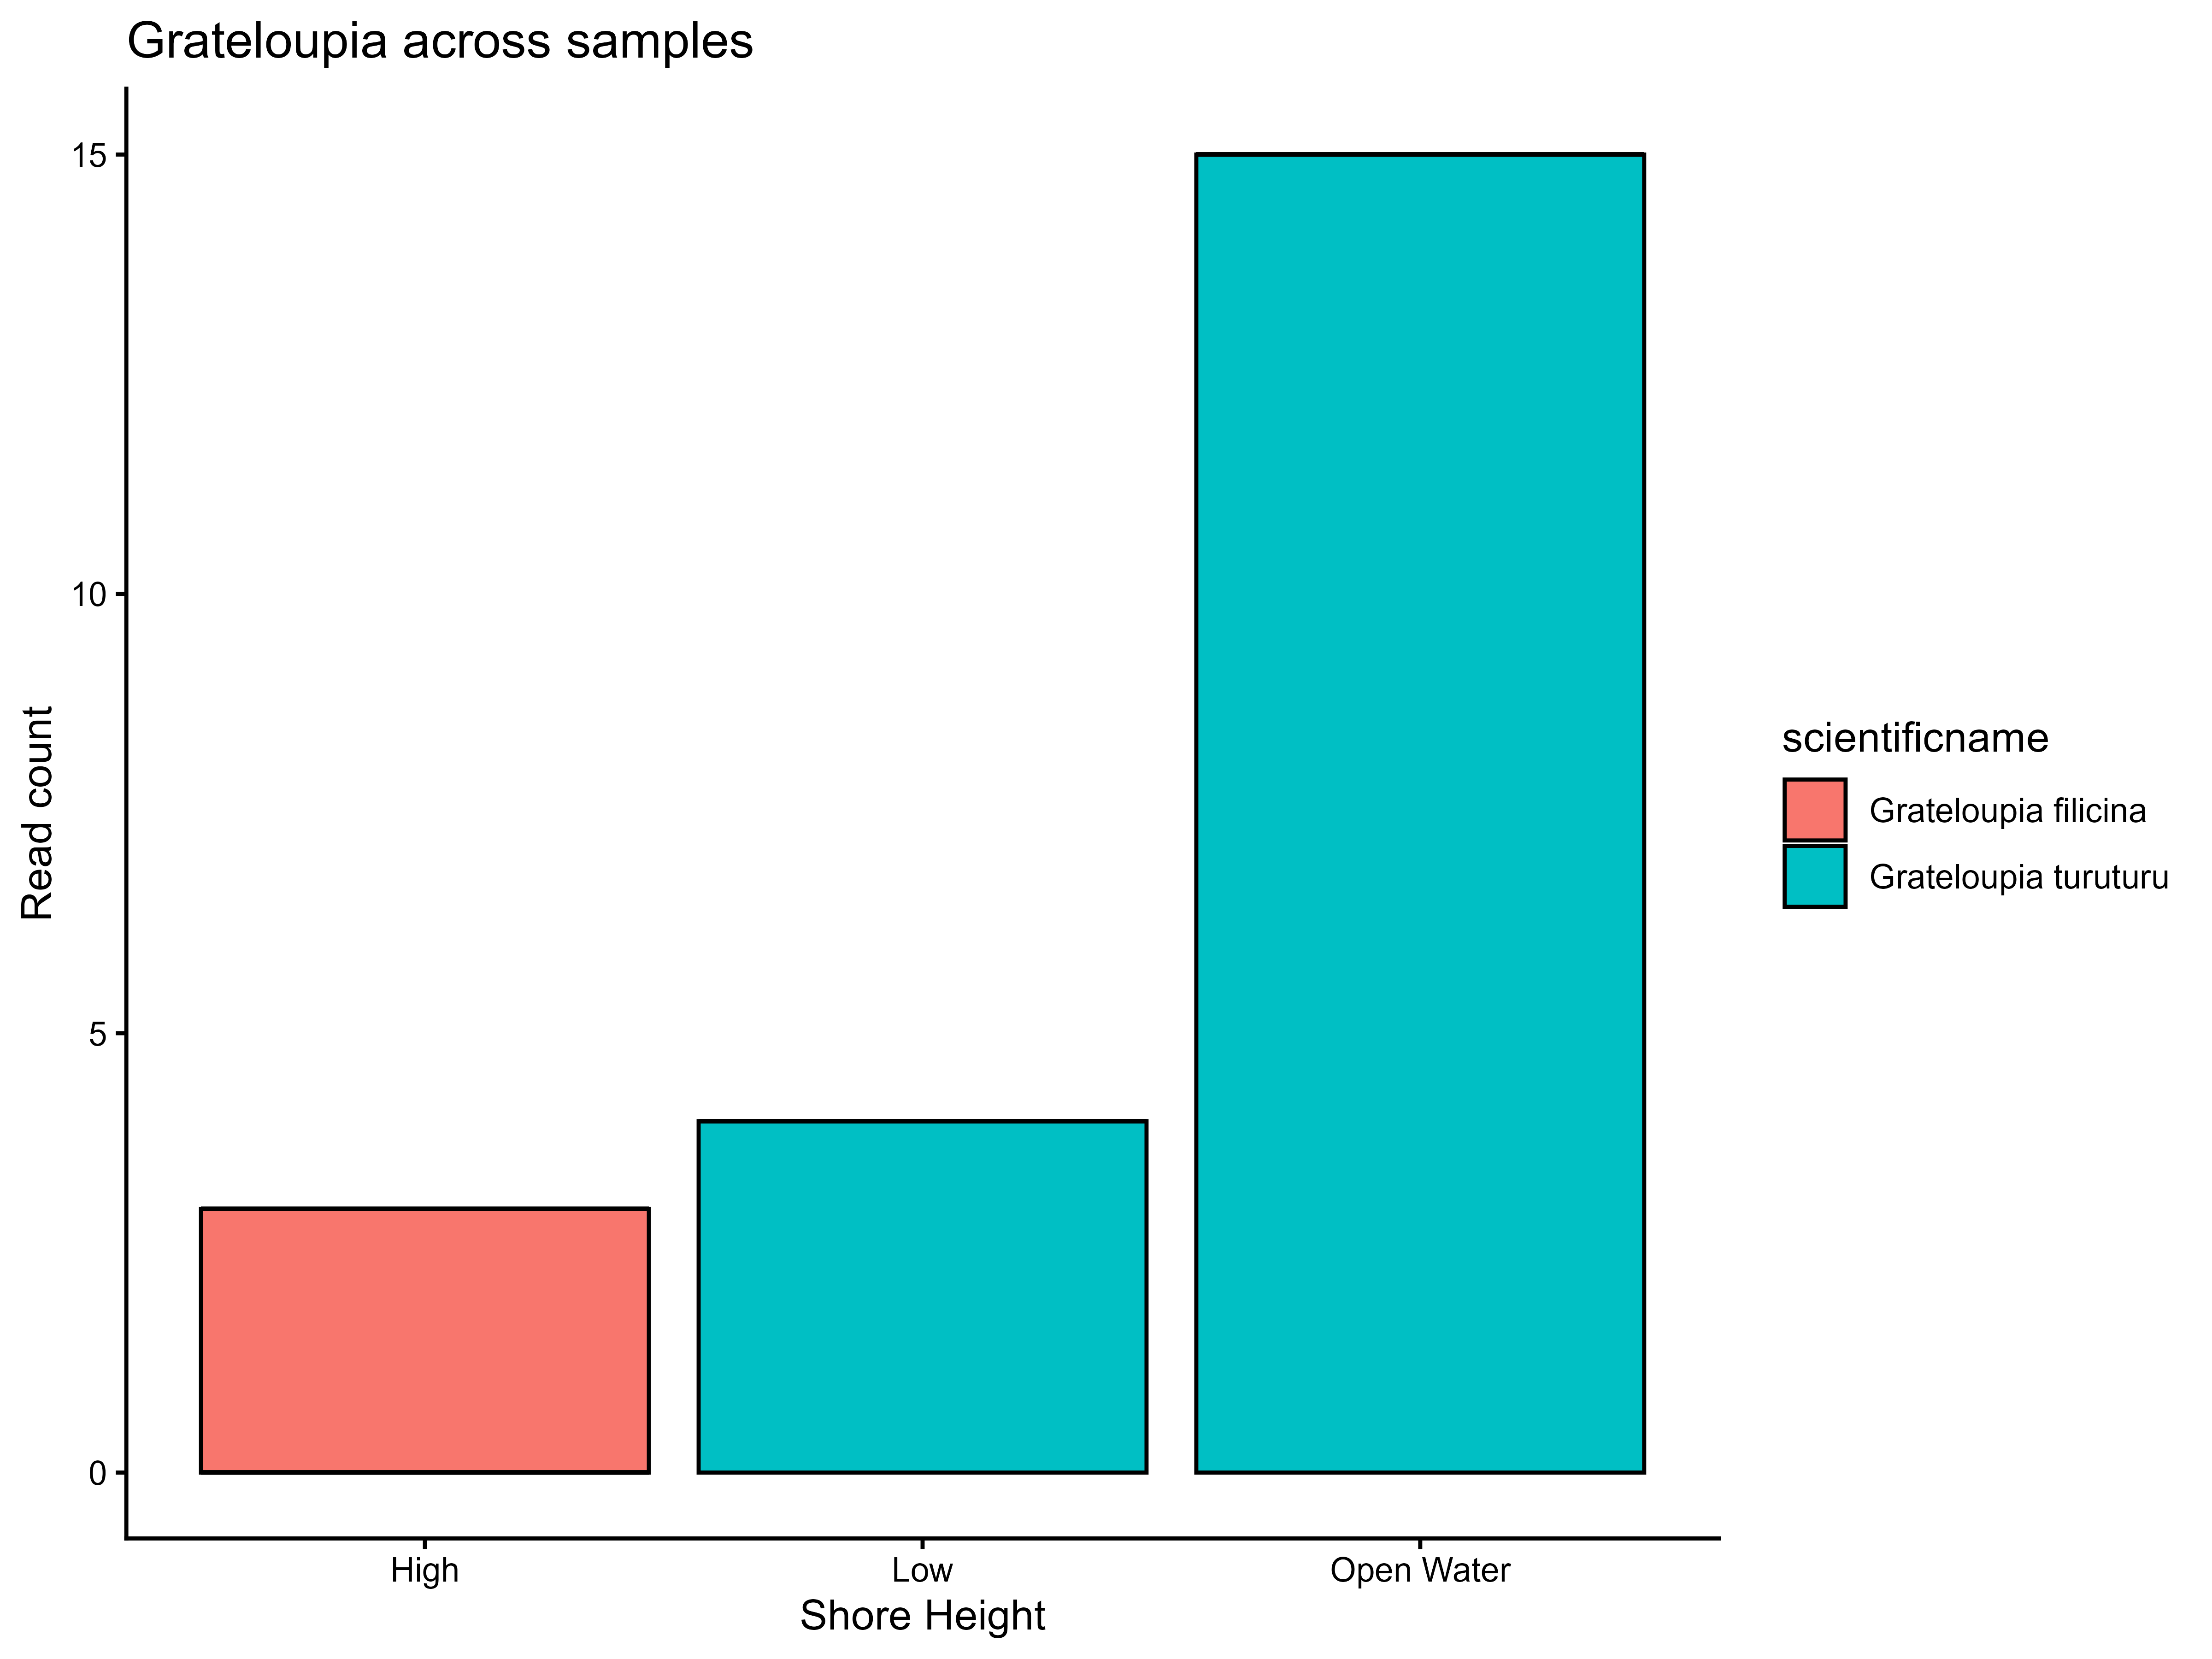 Grateloupia across samples
15
10
5
0
Read count
High
Low
Open Water
Shore Height
scientificname
Grateloupia filicina
Grateloupia turuturu